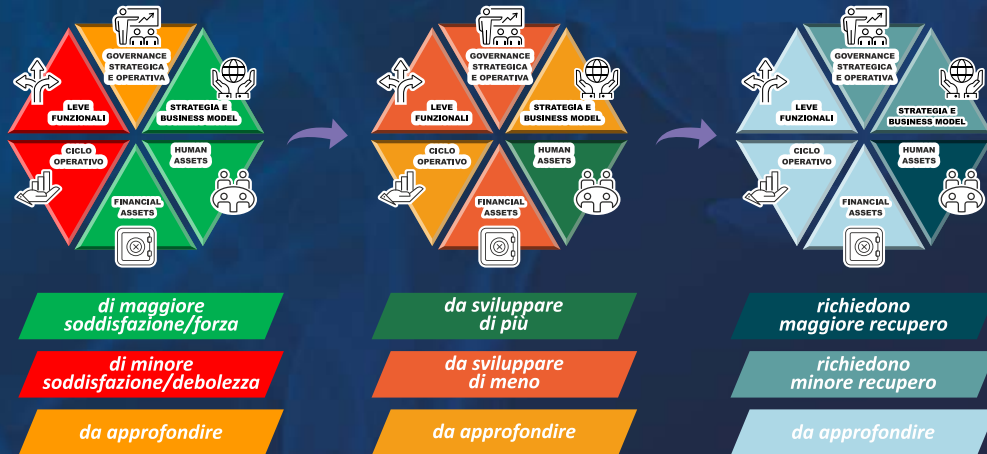 GOVERNANCE
STRATEGICA
E OPERATIVA
LEVE
FUNZIONALI
STRATEGIA E
BUSINESS MODEL
CICLO
OPERATIVO
HUMAN
ASSETS
FINANCIAL
ASSETS
GOVERNANCE
STRATEGICA
E OPERATIVA
LEVE
FUNZIONALI
STRATEGIA E
BUSINESS MODEL
CICLO
OPERATIVO
HUMAN
ASSETS
FINANCIAL
ASSETS
GOVERNANCE
STRATEGICA
E OPERATIVA
LEVE
FUNZIONALI
STRATEGIA E
BUSINESS MODEL
CICLO
OPERATIVO
HUMAN
ASSETS
FINANCIAL
ASSETS
di maggiore
soddisfazione/forza
di minore
soddisfazione/debolezza
da approfondire
da sviluppare
di più
da sviluppare
di meno
da approfondire
richiedono
maggiore recupero
richiedono
minore recupero
da approfondire